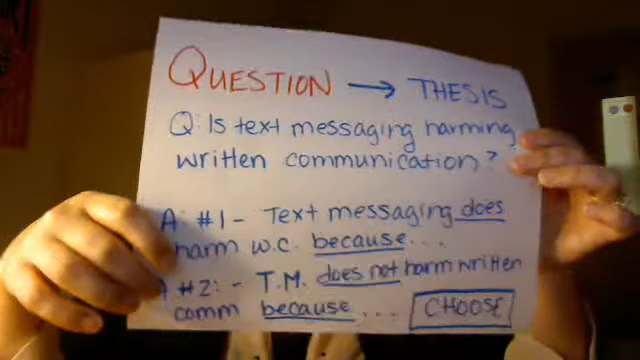 QUESTION → THESIS
Q: Is text messaging harming
written communication?
A: #1 - Text messaging does
harm w.c. because...
A #2: - T.M. does not harm written
comm because....
CHOOSE